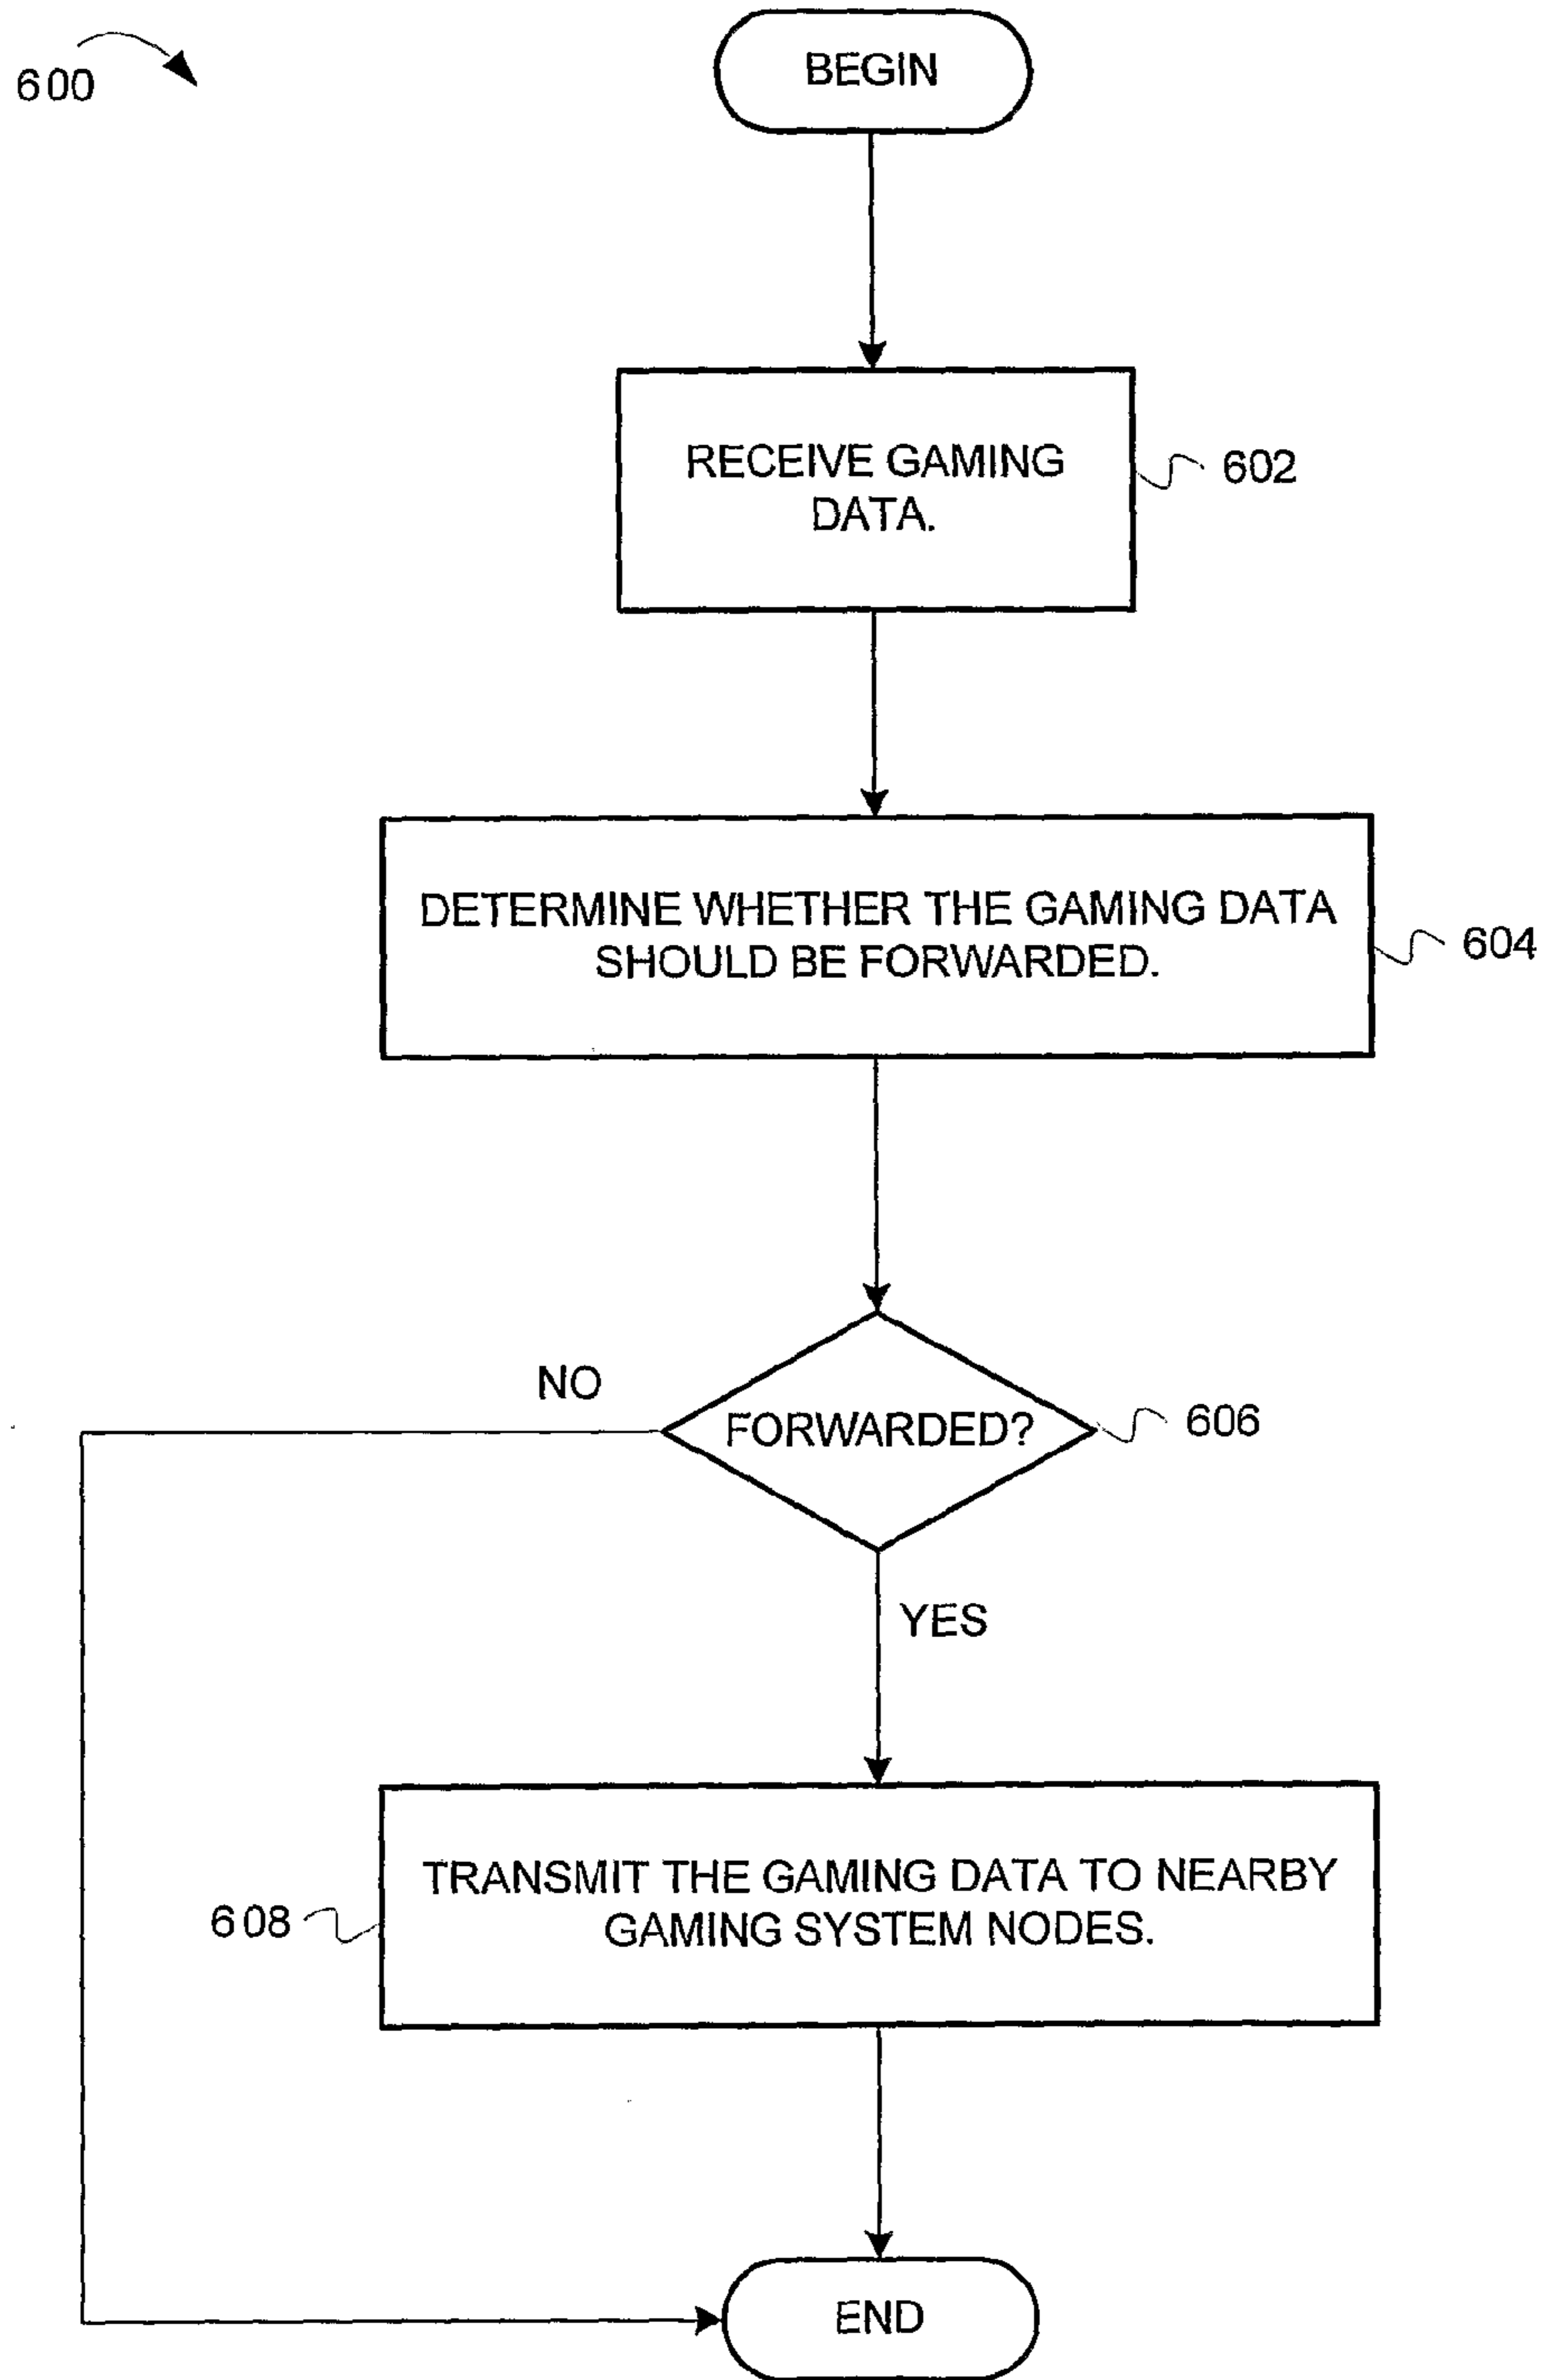 600
BEGIN
RECEIVE GAMING
DATA.
602
DETERMINE WHETHER THE GAMING DATA
SHOULD BE FORWARDED.
604
NO
FORWARDED?
606
YES
TRANSMIT THE GAMING DATA TO NEARBY
GAMING SYSTEM NODES.
608
END